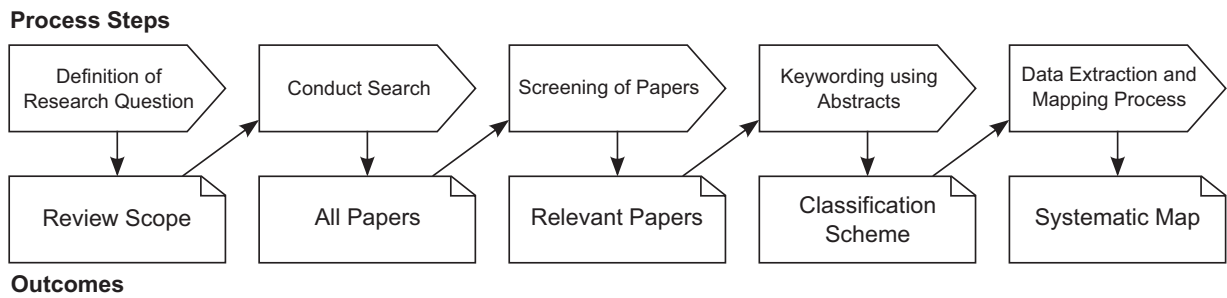 Process Steps
Definition of
Research Question
Conduct Search
Screening of Papers
Keywording using
Abstracts
Data Extraction and
Mapping Process
Review Scope
All Papers
Relevant Papers
Classification
Scheme
Systematic Map
Outcomes